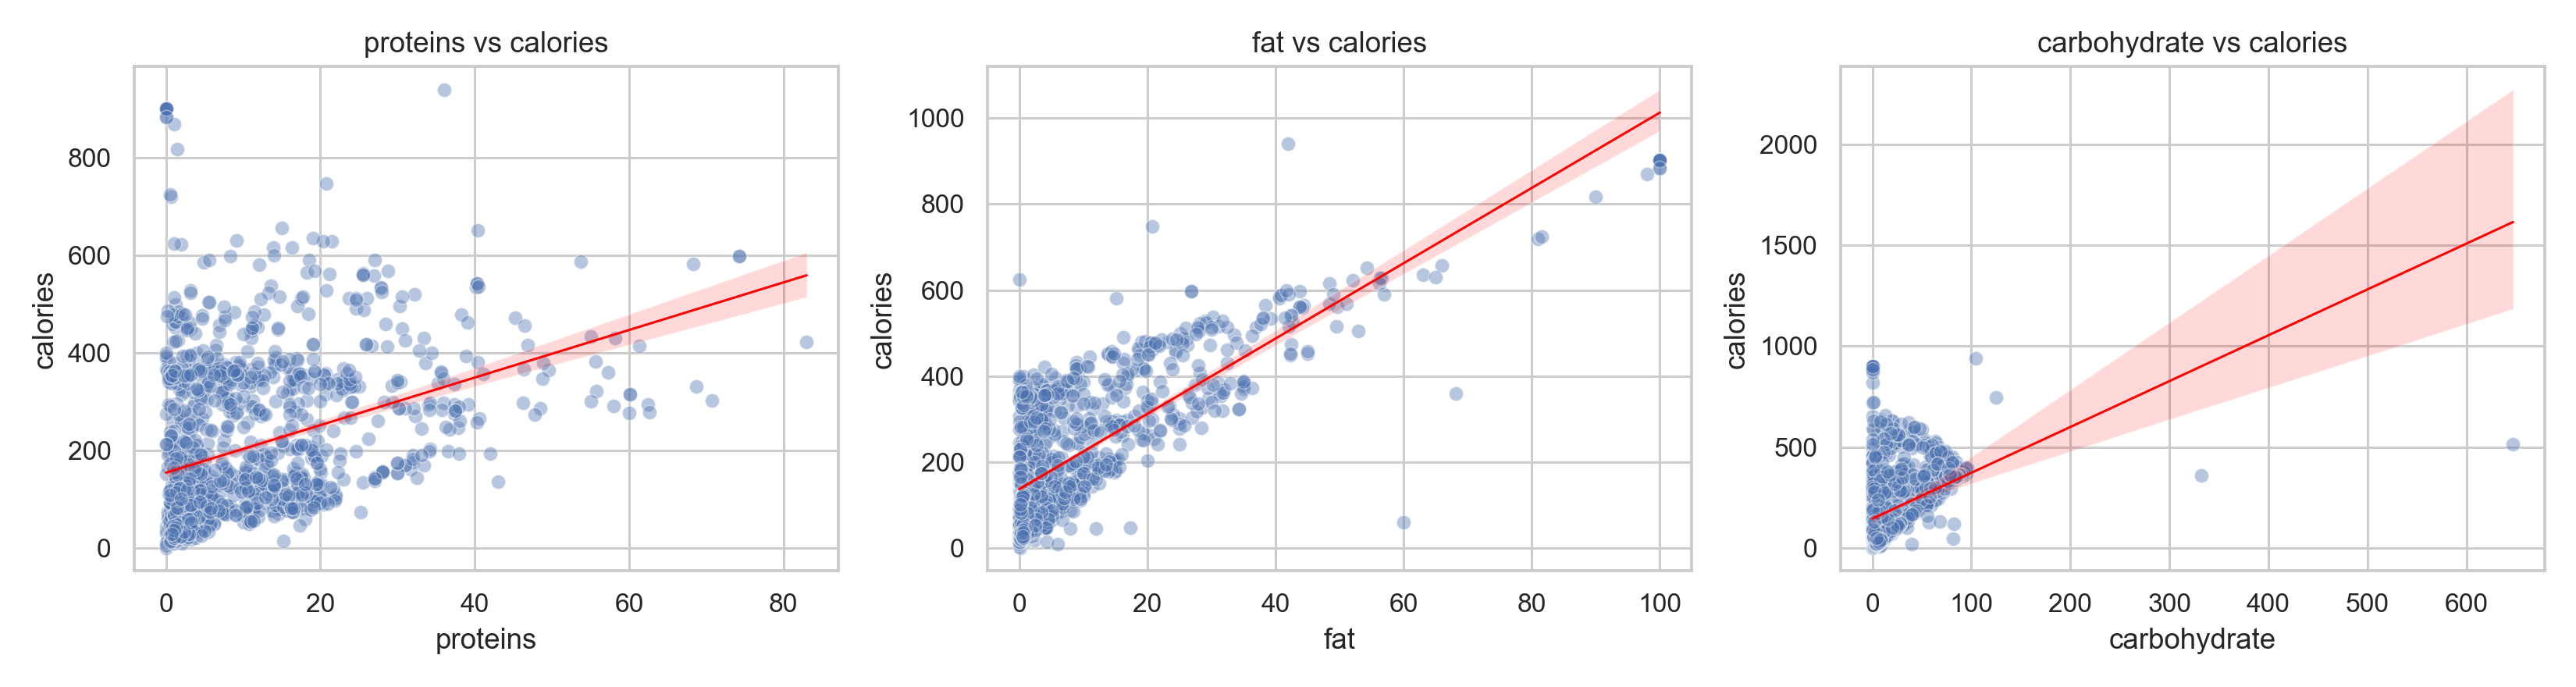 proteins vs calories
calories
800
600
400
200
0
0 20 40 60 80
proteins
fat vs calories
calories
1000
800
600
400
200
0
0 20 40 60 80 100
fat
carbohydrate vs calories
calories
2000
1500
1000
500
0
0 100 200 300 400 500 600
carbohydrate